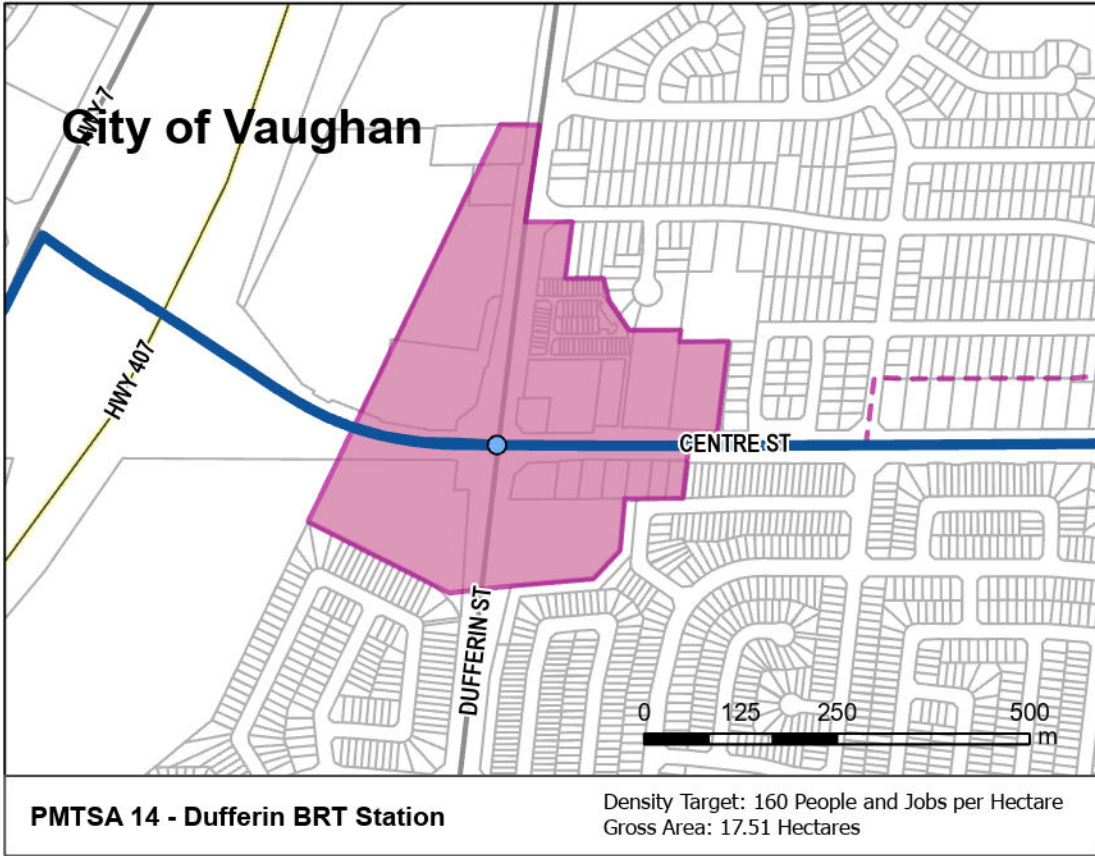 HWY 7
City of Vaughan
HWY 407
CENTRE ST
DUFFERIN ST
0 125 250 500
m
PMTSA 14 - Dufferin BRT Station
Density Target: 160 People and Jobs per Hectare
Gross Area: 17.51 Hectares